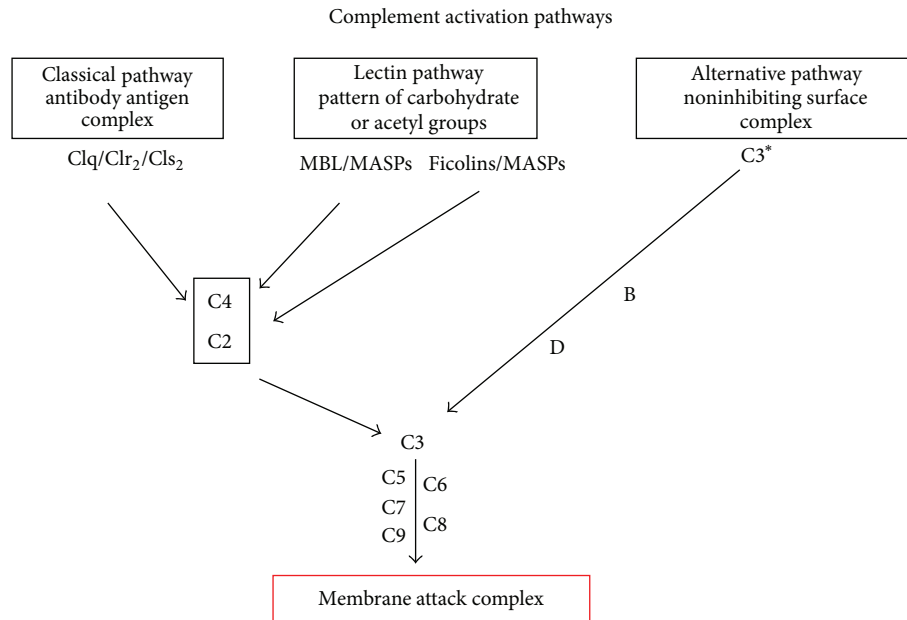 Complement activation pathways
Classical pathway
antibody antigen
complex
Lectin pathway
pattern of carbohydrate
or acetyl groups
Alternative pathway
noninhibiting surface
complex
Clq/Clr₂/Cls₂
MBL/MASPs
Ficolins/MASPs
C3*
C4
C2
B
D
C3
C5
C6
C7
C8
C9
Membrane attack complex